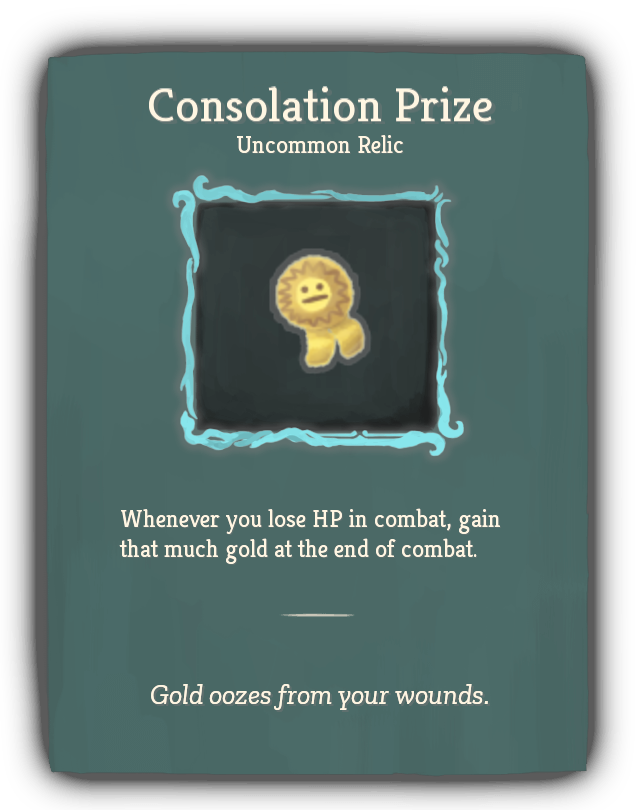 Consolation Prize
Uncommon Relic
Whenever you lose HP in combat, gain
that much gold at the end of combat.
Gold oozes from your wounds.